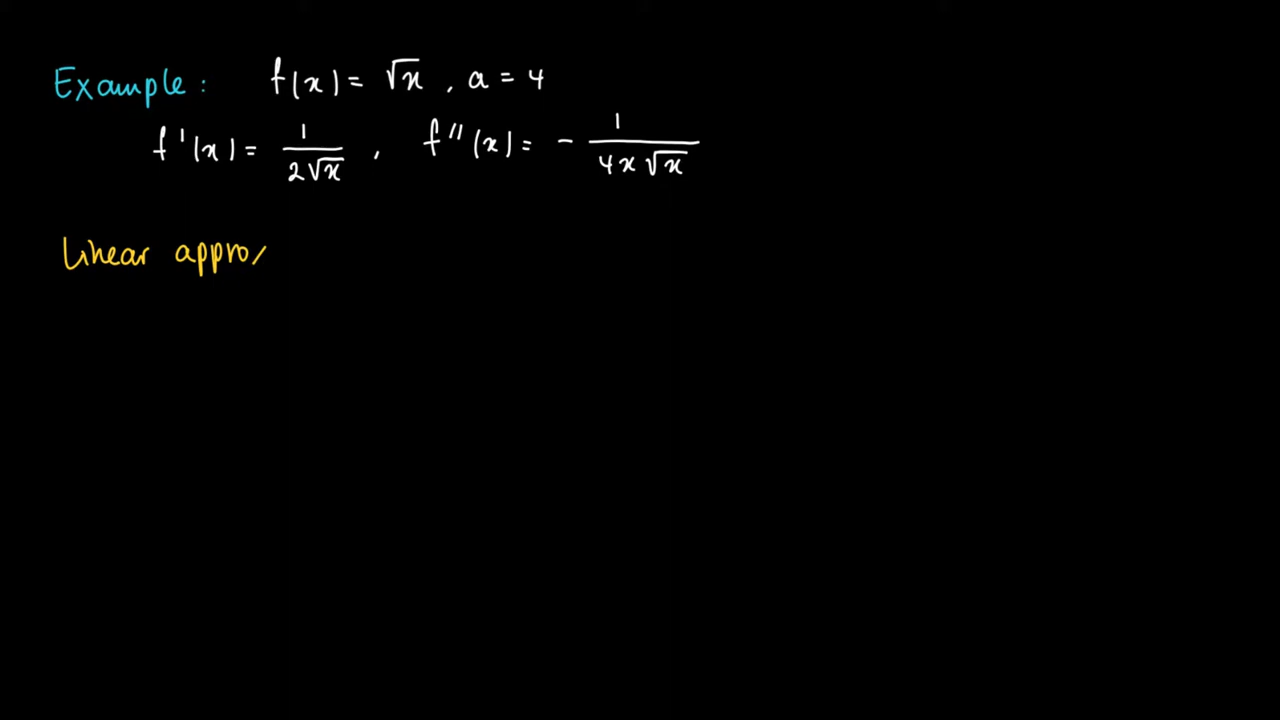 Example: f(x) = √x , a = 4
f'(x) = 1/(2√x) , f''(x) = - 1/(4x√x)
Linear appro